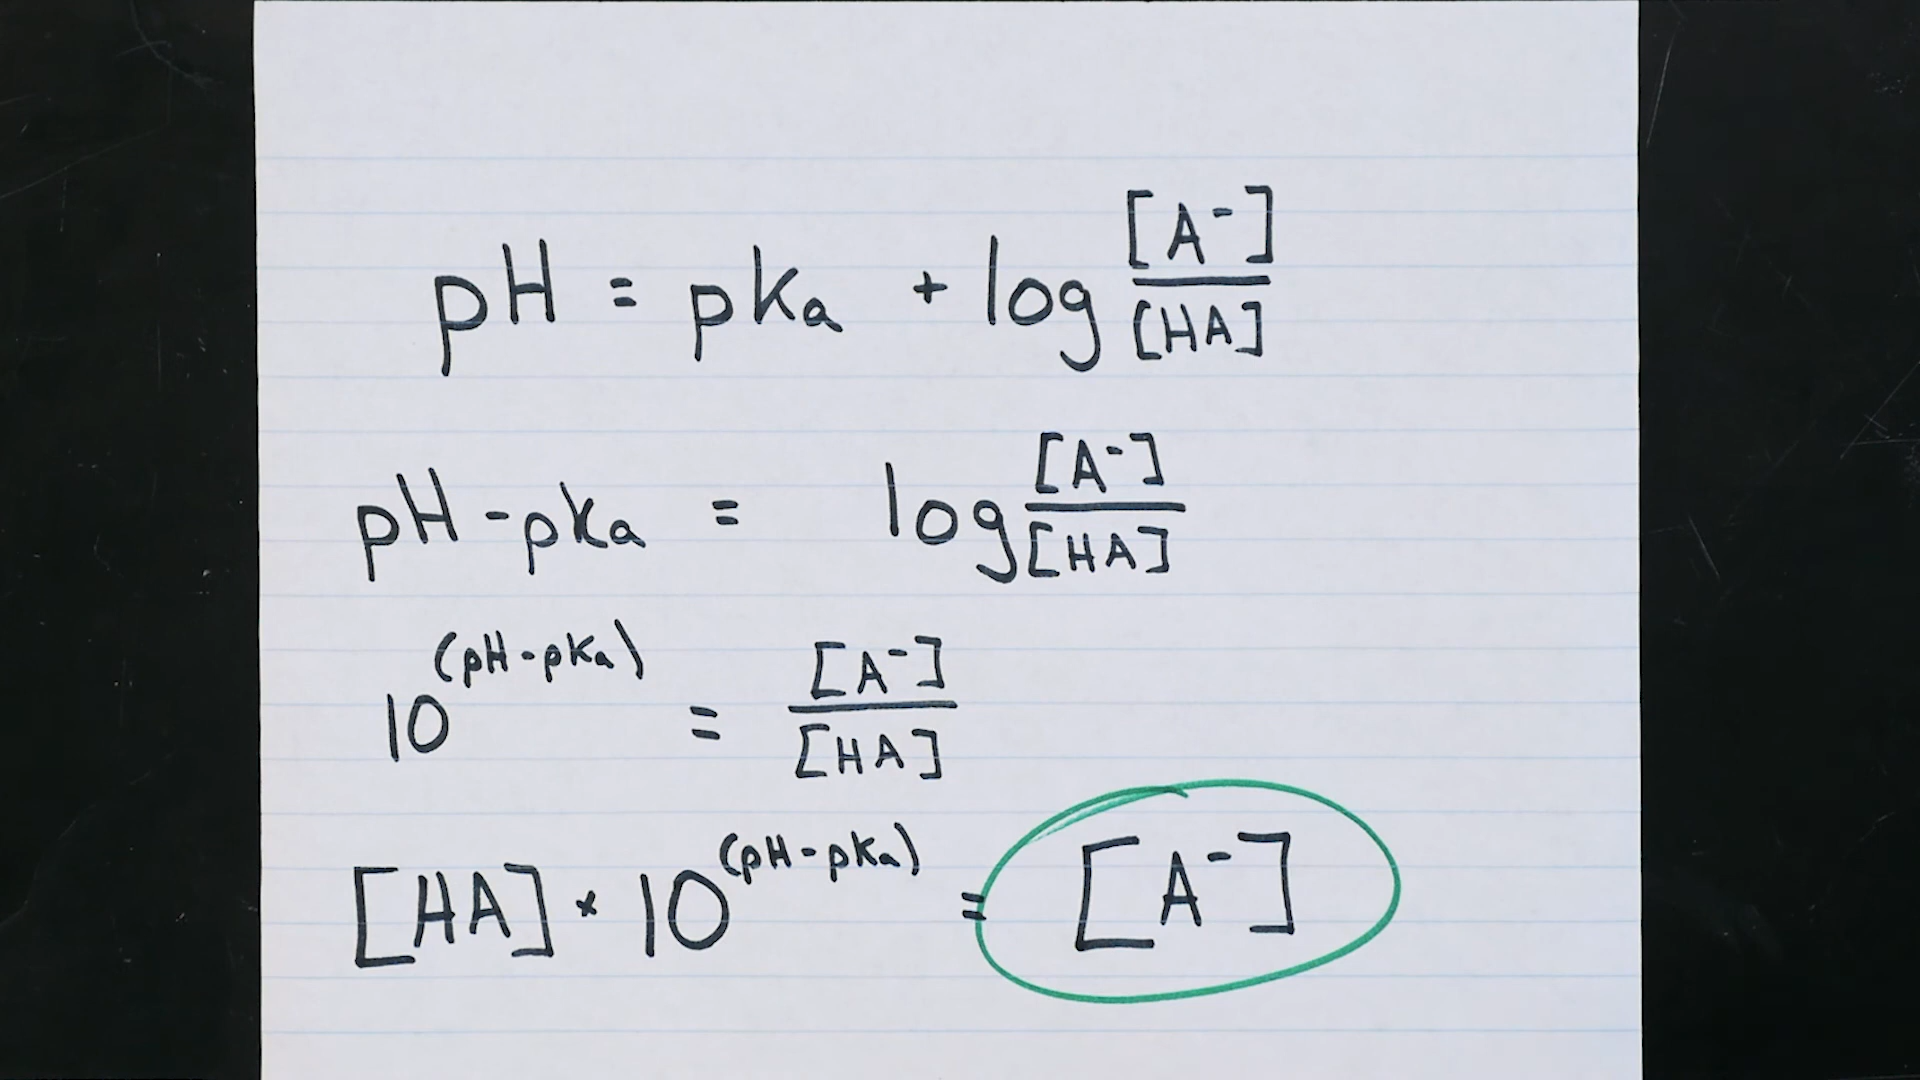 pH = pKa + log [A⁻]/[HA]
pH - pKa = log [A⁻]/[HA]
10^(pH-pKa) = [A⁻]/[HA]
[HA] × 10^(pH-pKa) = [A⁻]